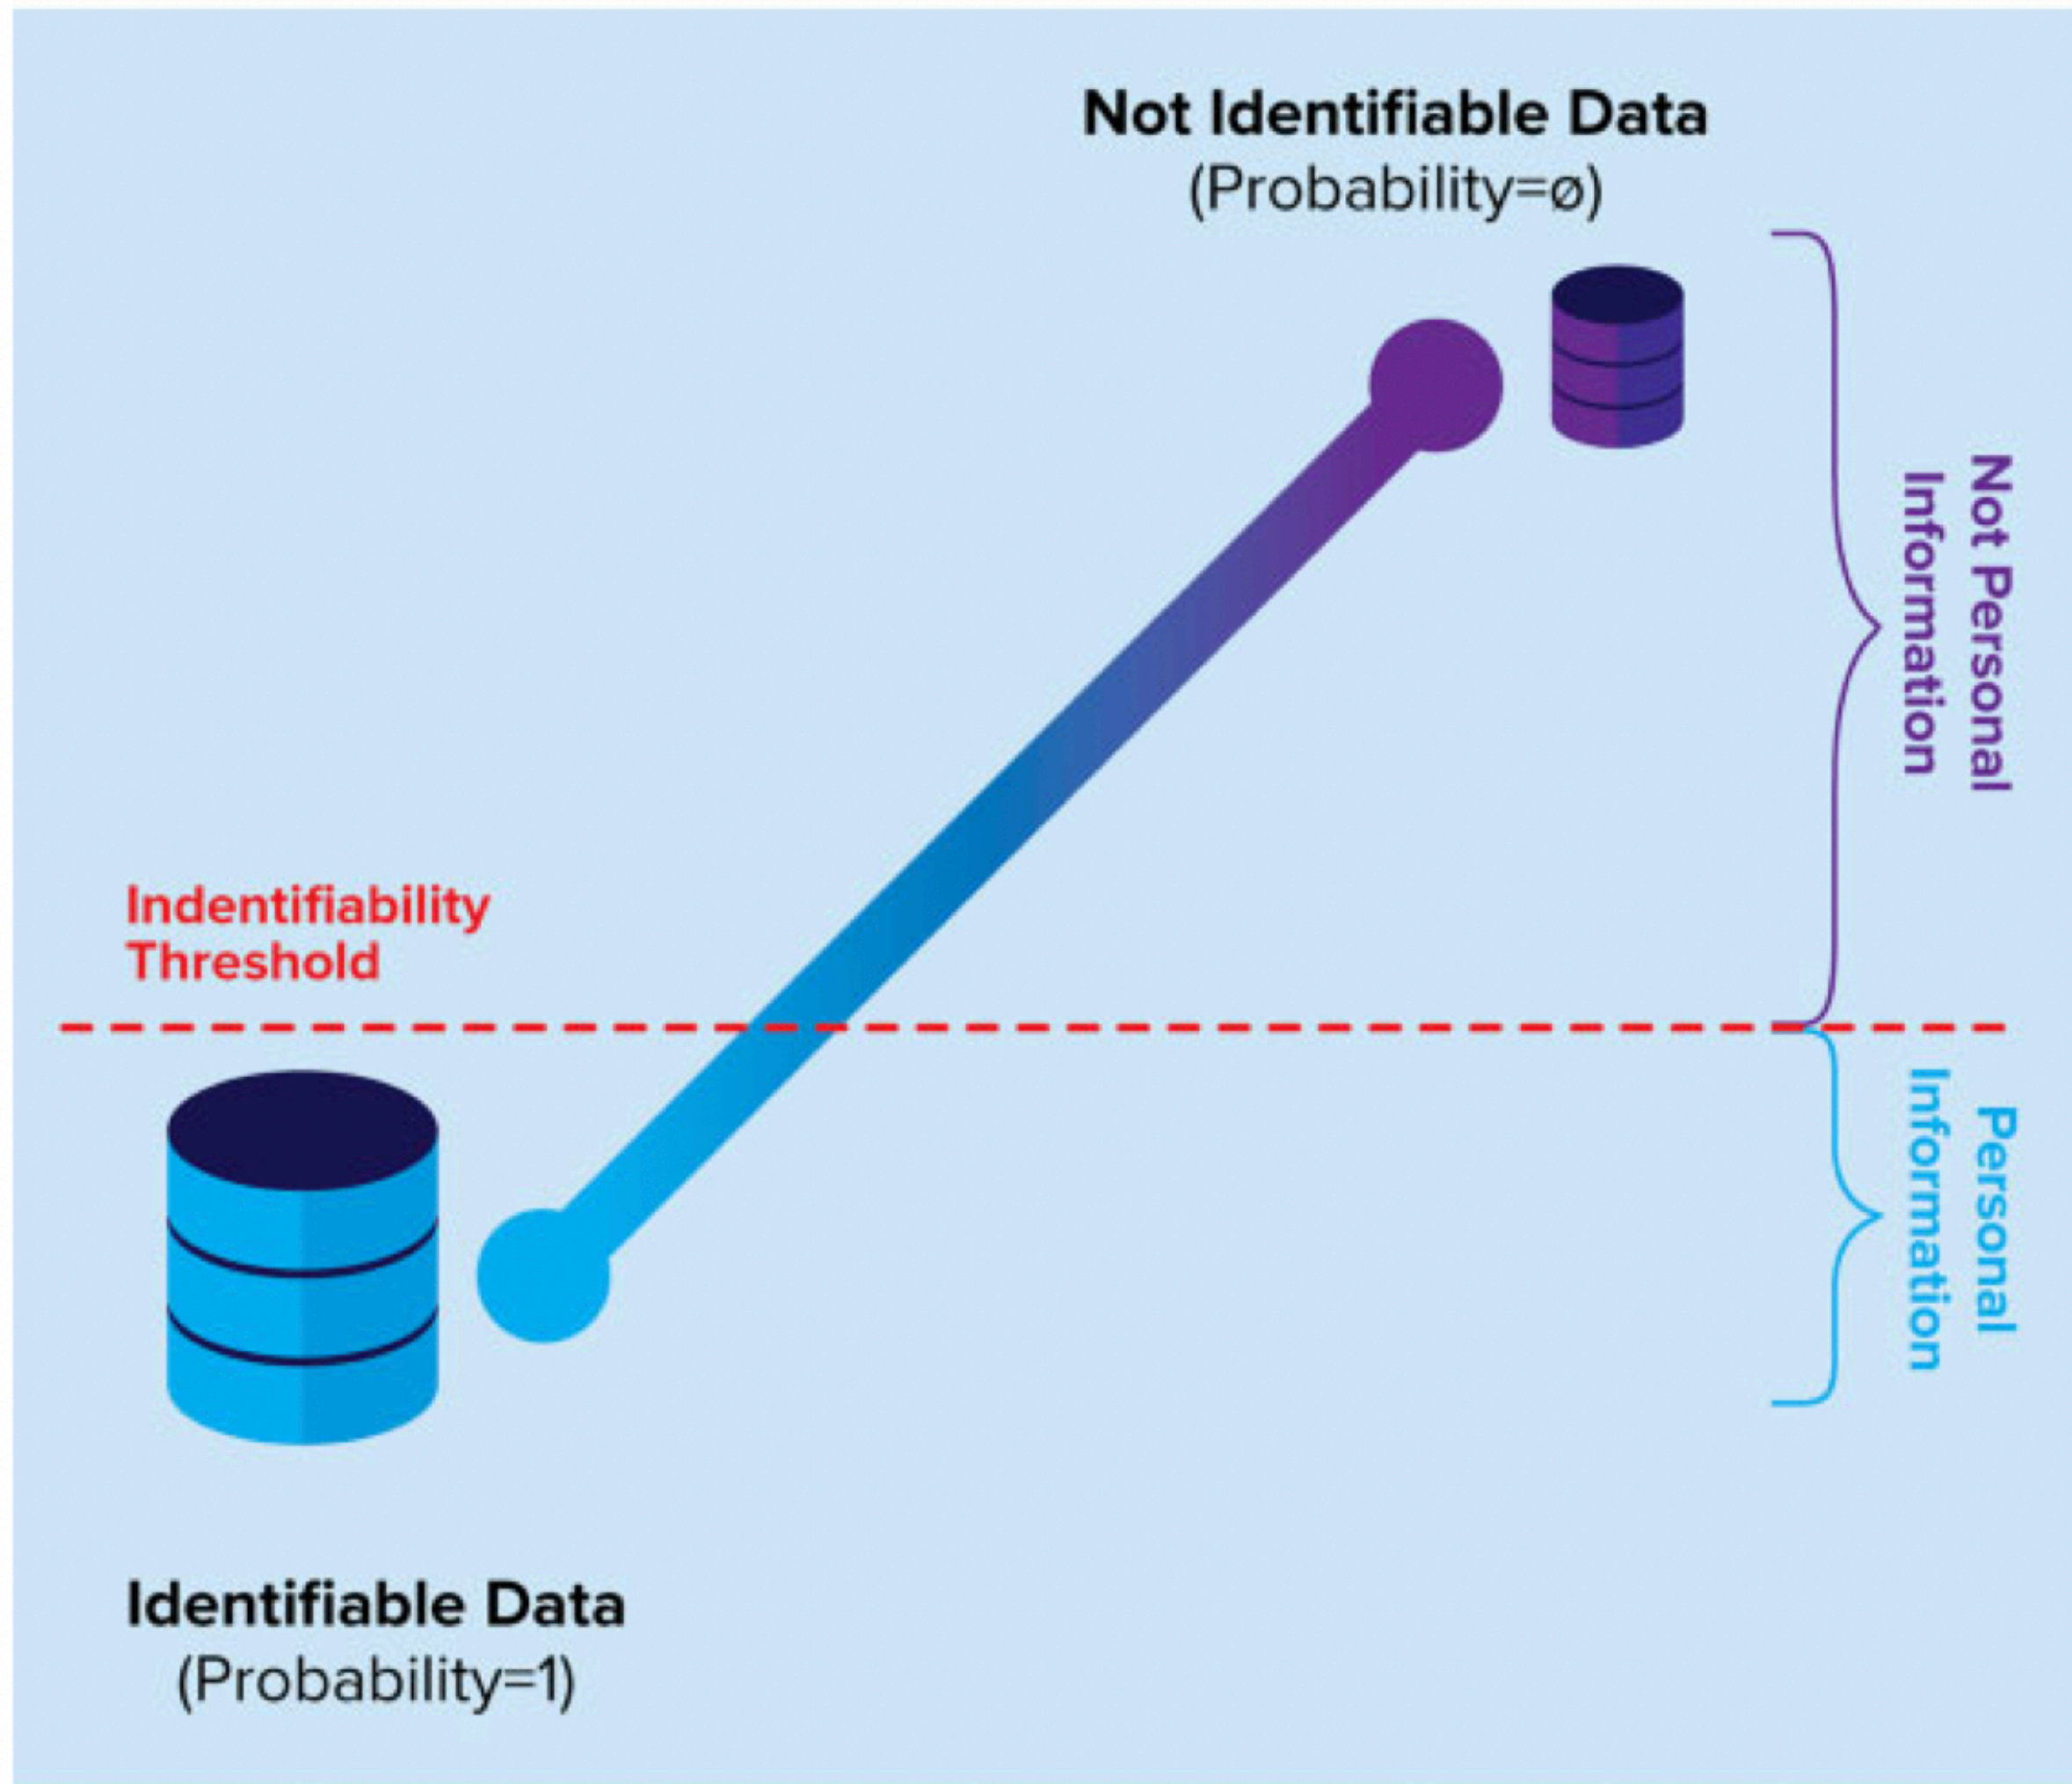 Not Identifiable Data
(Probability=ø)
Not Personal
Information
Indentifiability
Threshold
Personal
Information
Identifiable Data
(Probability=1)